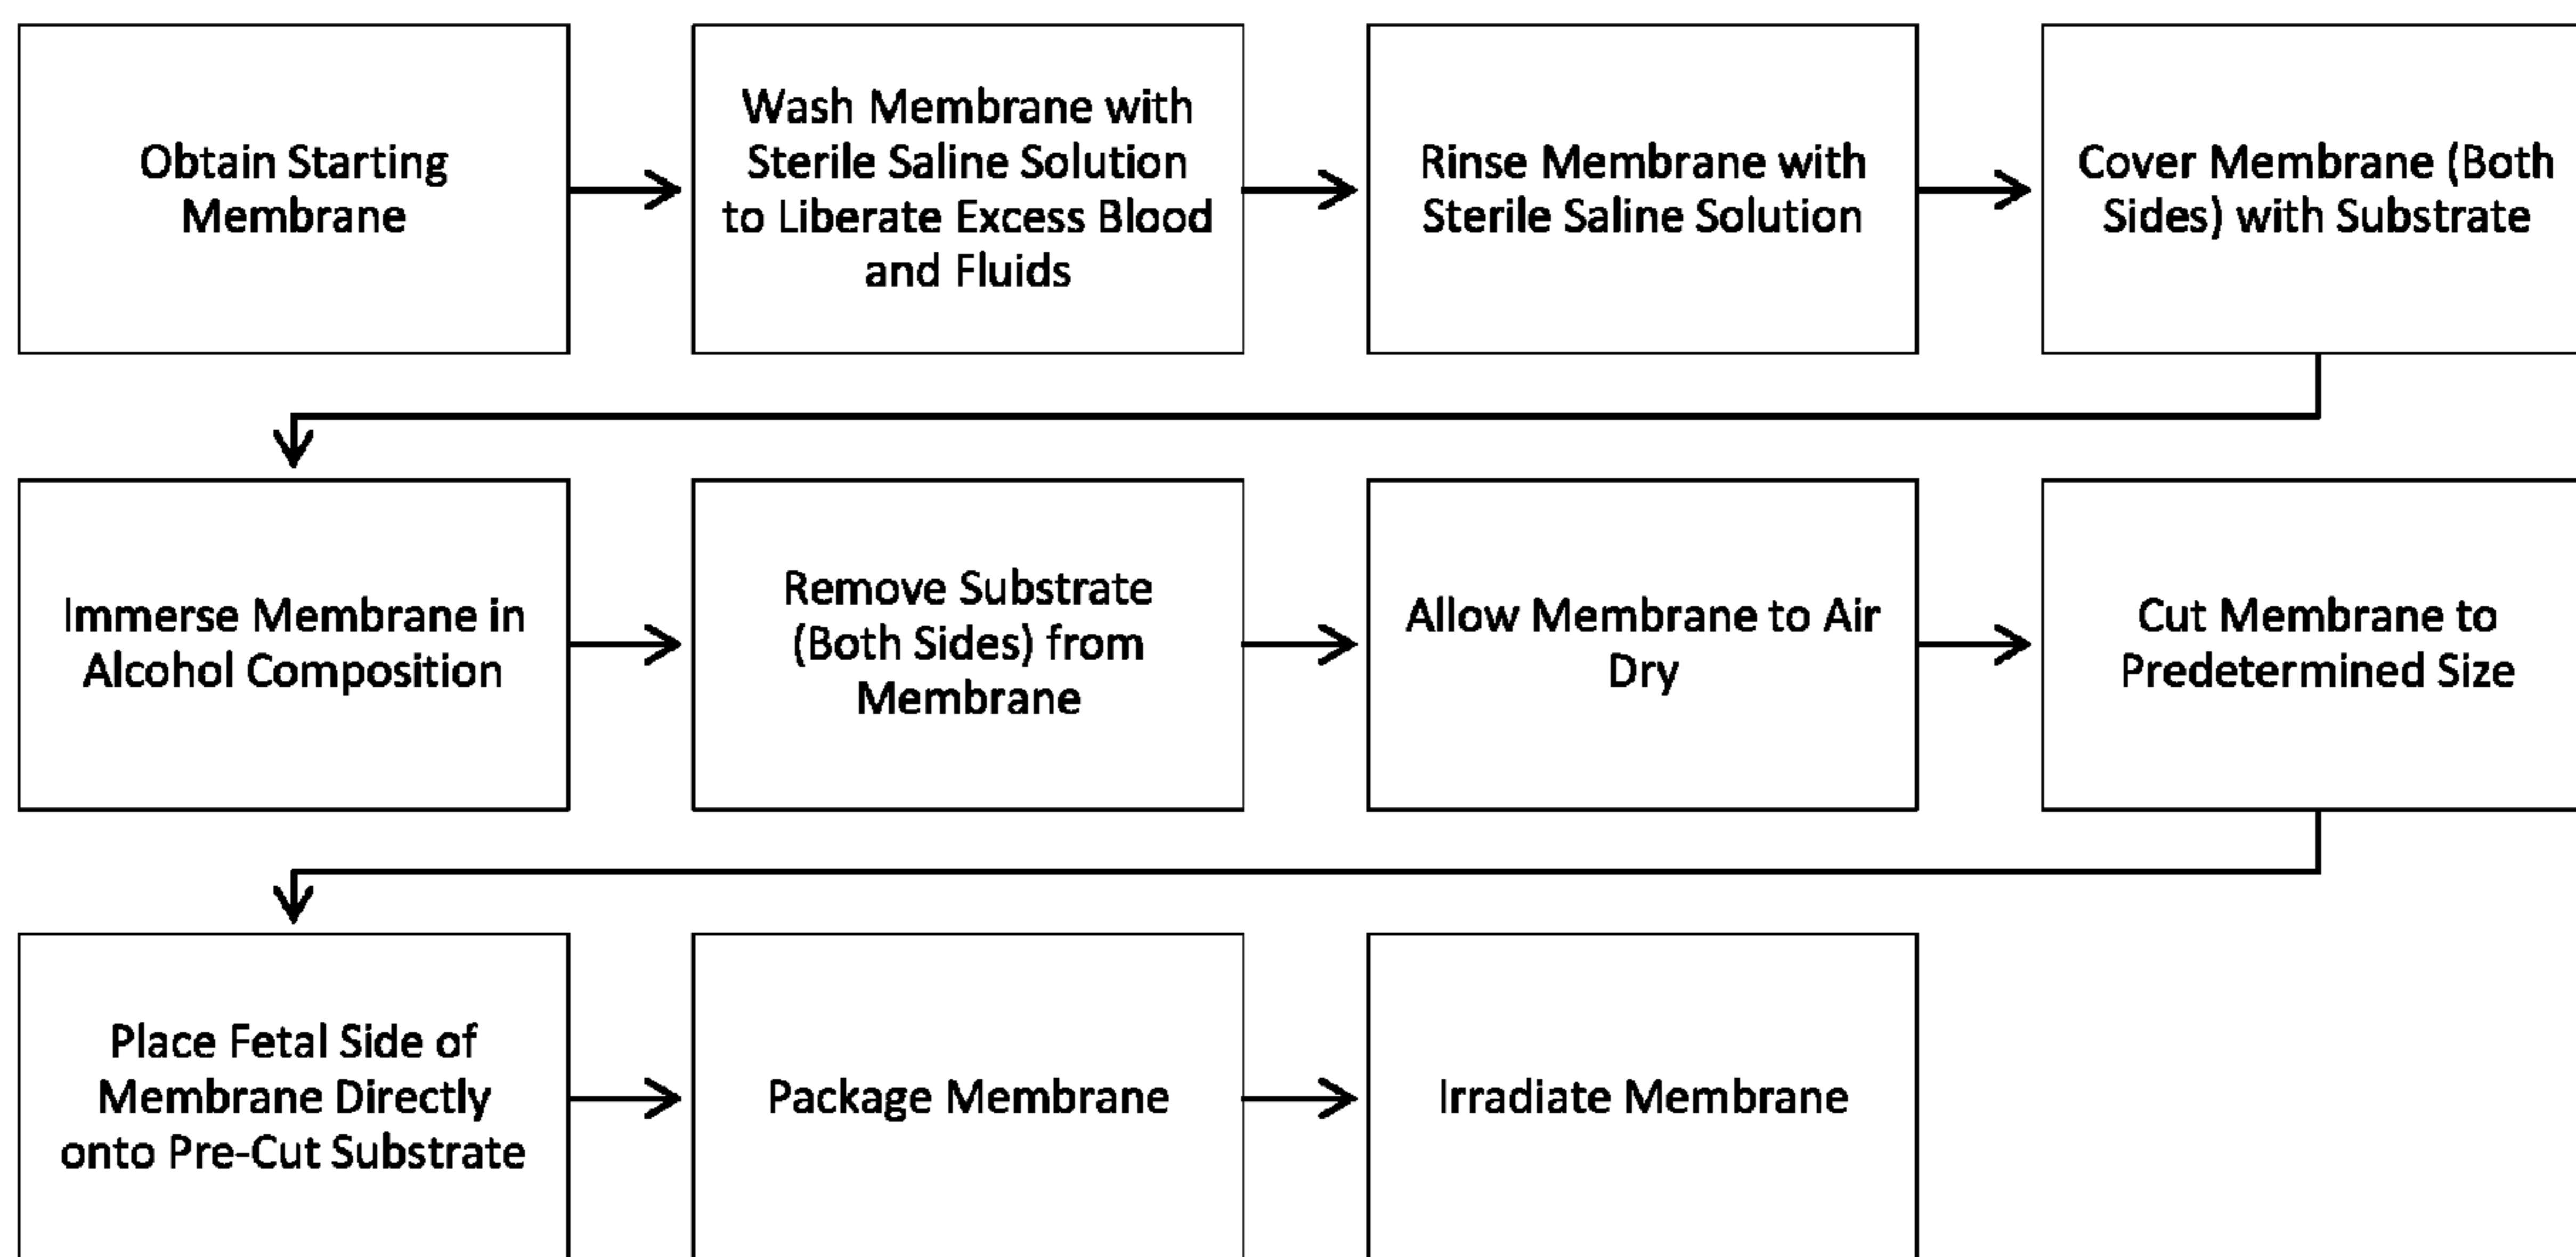 Obtain Starting
Membrane
Wash Membrane with
Sterile Saline Solution
to Liberate Excess Blood
and Fluids
Rinse Membrane with
Sterile Saline Solution
Cover Membrane (Both
Sides) with Substrate
Immerse Membrane in
Alcohol Composition
Remove Substrate
(Both Sides) from
Membrane
Allow Membrane to Air
Dry
Cut Membrane to
Predetermined Size
Place Fetal Side of
Membrane Directly
onto Pre-Cut Substrate
Package Membrane
Irradiate Membrane